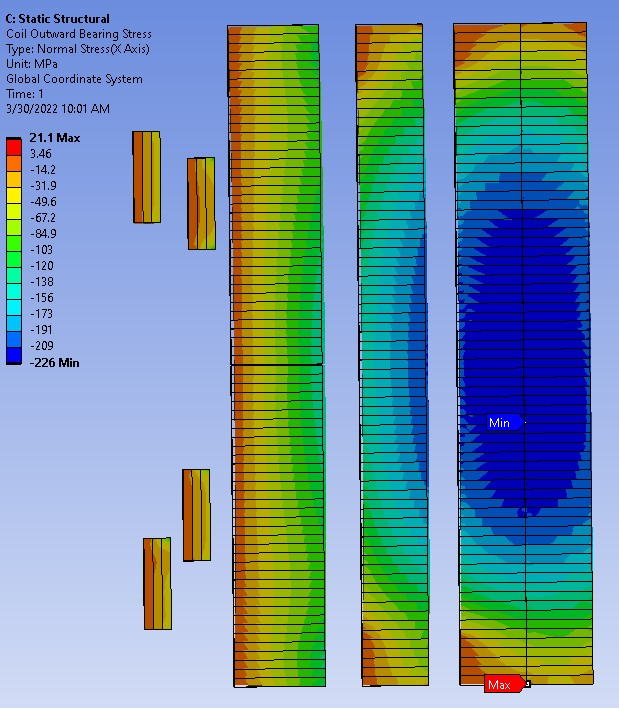 C: Static Structural
Coil Outward Bearing Stress
Type: Normal Stress(X Axis)
Unit: MPa
Global Coordinate System
Time: 1
3/30/2022 10:01 AM
21.1 Max
3.46
-14.2
-31.9
-49.6
-67.2
-84.9
-103
-120
-138
-156
-173
-191
-209
-226 Min
Min
Max